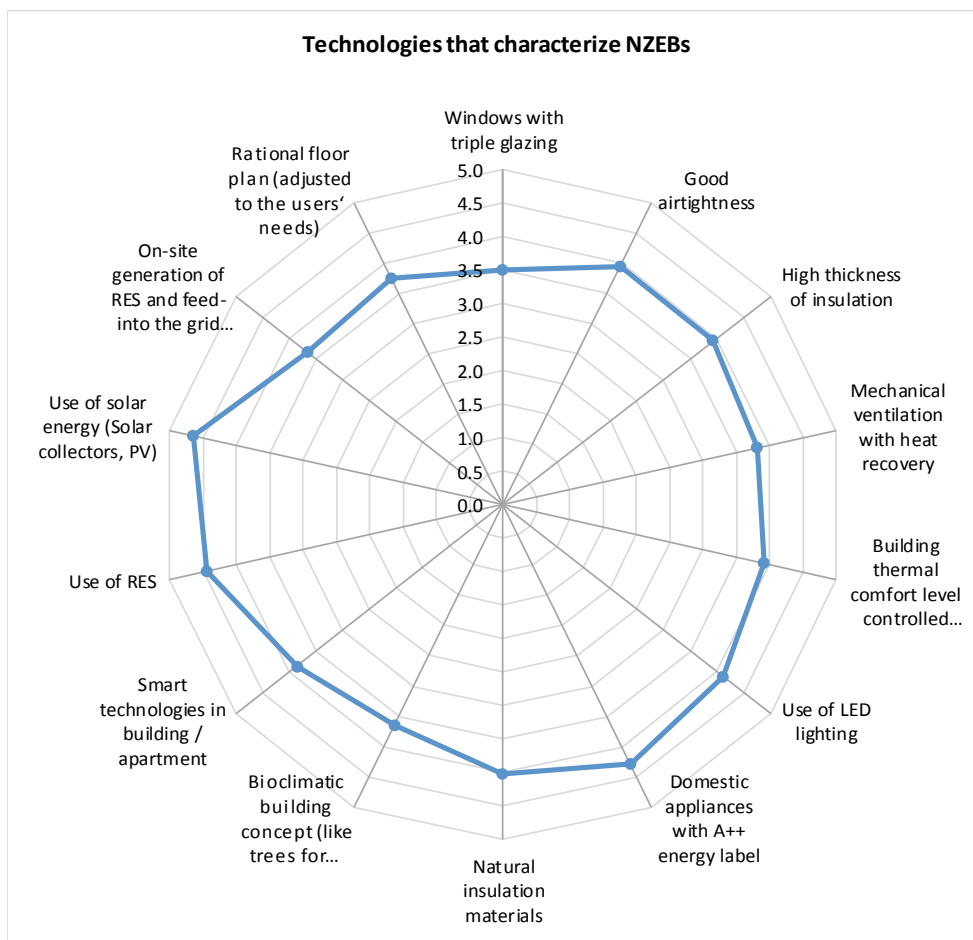 Technologies that characterize NZEBs
Windows with
triple glazing
Good
airtightness
High thickness
of insulation
Mechanical
ventilation
with heat
recovery
Building
thermal
comfort level
controlled...
Use of LED
lighting
Domestic
appliances
with A++
energy label
Natural
insulation
materials
Bioclimatic
building
concept (like
trees for...
Smart
technologies in
building /
apartment
Use of RES
Use of solar
energy (Solar
collectors, PV)
On-site
generation of
RES and feed-
into the grid...
Rational floor
plan (adjusted
to the users‘
needs)
5.0
4.5
4.0
3.5
3.0
2.5
2.0
1.5
1.0
0.5
0.0